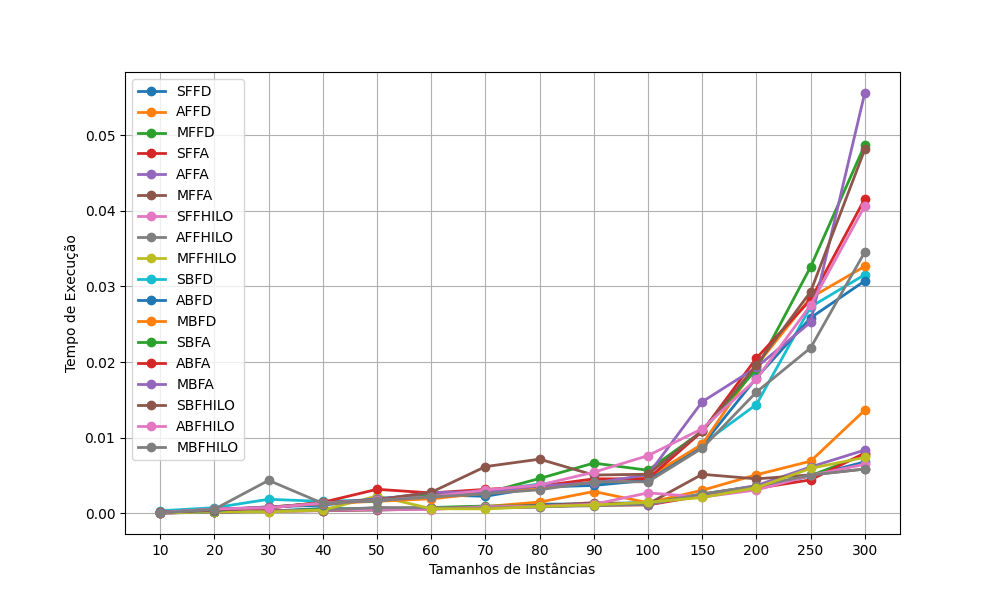 SFFD
AFFD
MFFD
SFFA
AFFA
MFFA
SFFHILO
AFFHILO
MFFHILO
SBFD
ABFD
MBFD
SBFA
ABFA
MBFA
SBFHILO
ABFHILO
MBFHILO
Tempo de Execução
0.05
0.04
0.03
0.02
0.01
0.00
10 20 30 40 50 60 70 80 90 100 150 200 250 300
Tamanhos de Instâncias